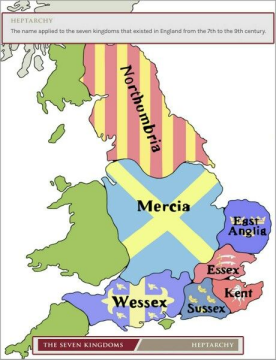 HEPTARCHY
The name applied to the seven kingdoms that existed in England from the 7th to the 9th century.
Northumbria
Mercia
East
Anglia
Essex
Kent
Wessex
Sussex
THE SEVEN KINGDOMS
HEPTARCHY